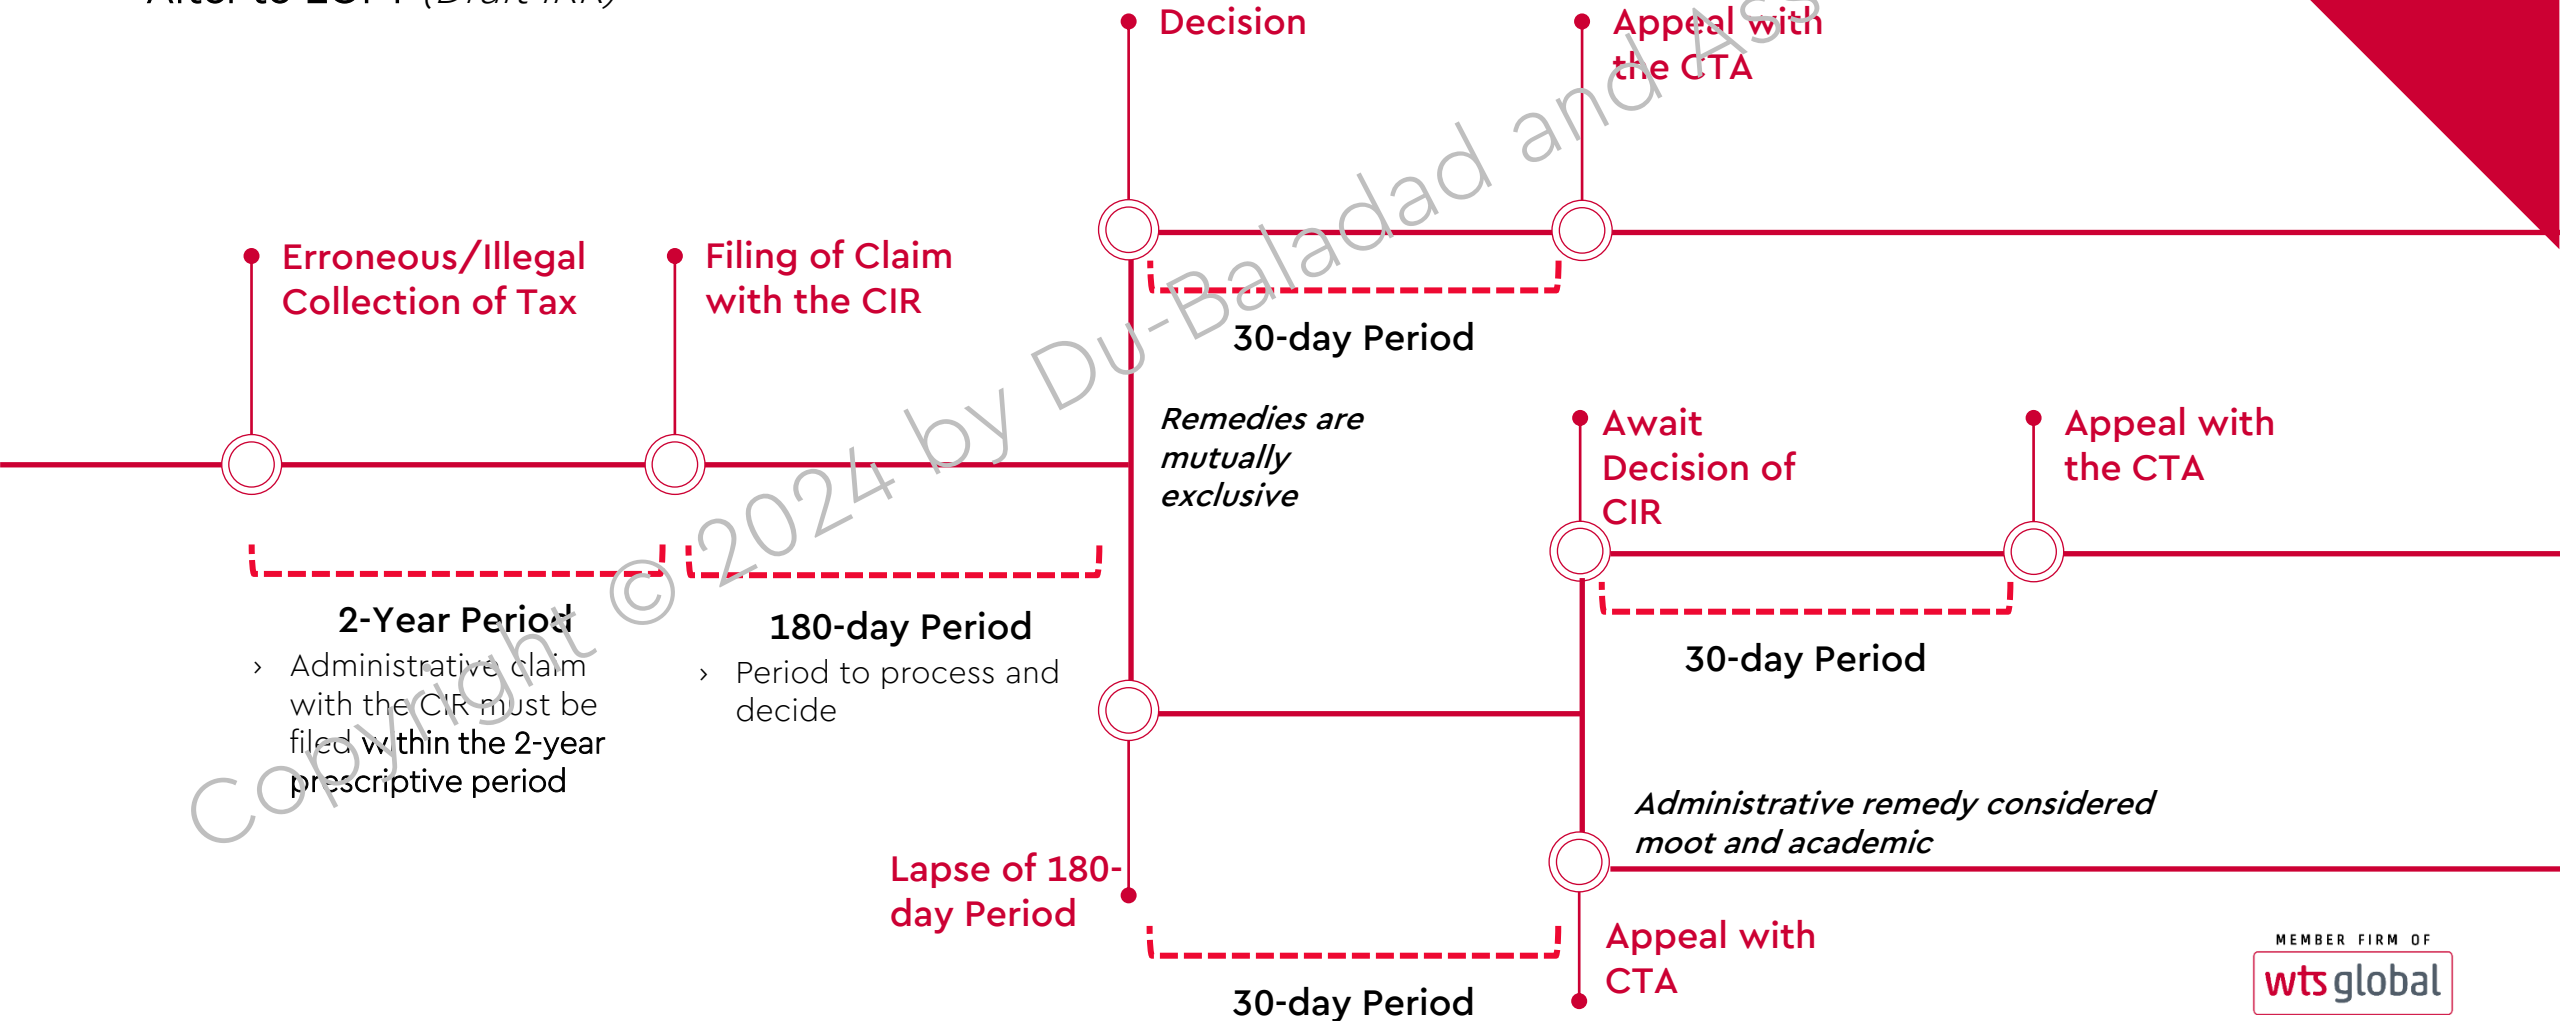 Decision
Appeal with
the CTA
Erroneous/Illegal
Collection of Tax
Filing of Claim
with the CIR
30-day Period
Remedies are
mutually
exclusive
Await
Decision of
CIR
Appeal with
the CTA
2-Year Period
› Administrative claim
with the CIR must be
filed within the 2-year
prescriptive period
180-day Period
› Period to process and
decide
30-day Period
Administrative remedy considered
moot and academic
Lapse of 180-
day Period
Appeal with
CTA
30-day Period
Copyright © 2024 by Du-Baladad and
MEMBER FIRM OF
wts global